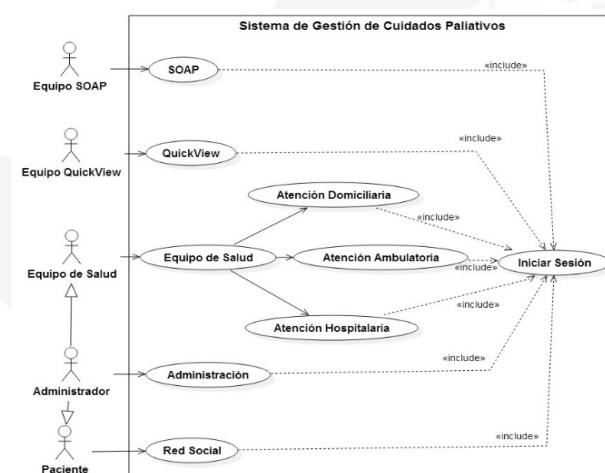 Sistema de Gestión de Cuidados Paliativos
SOAP
«include»
Equipo SOAP
QuickView
«include»
Equipo QuickView
Atención Domiciliaria
«include»
Equipo de Salud
Equipo de Salud
Atención Ambulatoria
«include»
Iniciar Sesión
Atención Hospitalaria
«include»
Administrador
Administración
«include»
Red Social
«include»
Paciente